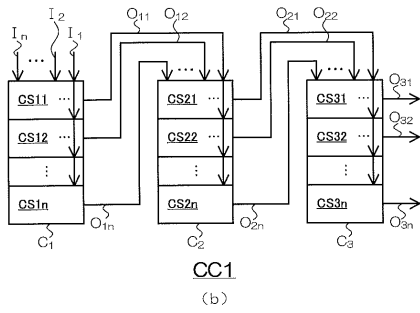 In ... I2 I1 O11 O12 O21 O22
CS11 ... CS21 ... CS31 ... O31
CS12 ... CS22 ... CS32 ... O32
... ... ...
CS1n CS2n CS3n
O1n O2n O3n
C1 C2 C3
CC1
(b)